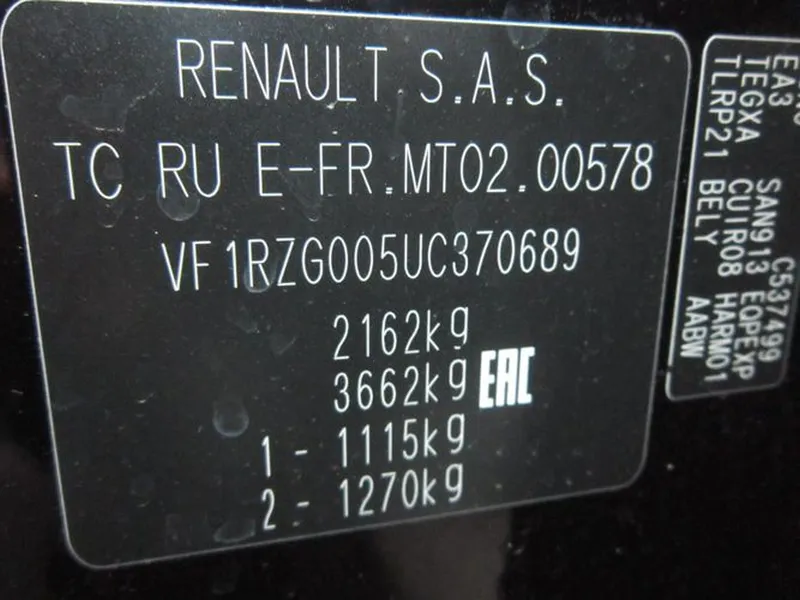 RENAULT S.A.S.
TC RU E-FR.MT02.00578
VF1RZG005UC370689
2162kg
3662kg EAC
1 - 1115kg
2 - 1270kg
C537499
EA3 SAN913 EQPEXP
TEGXA CUIR08 HARM01
TLRP21 BELY AABW